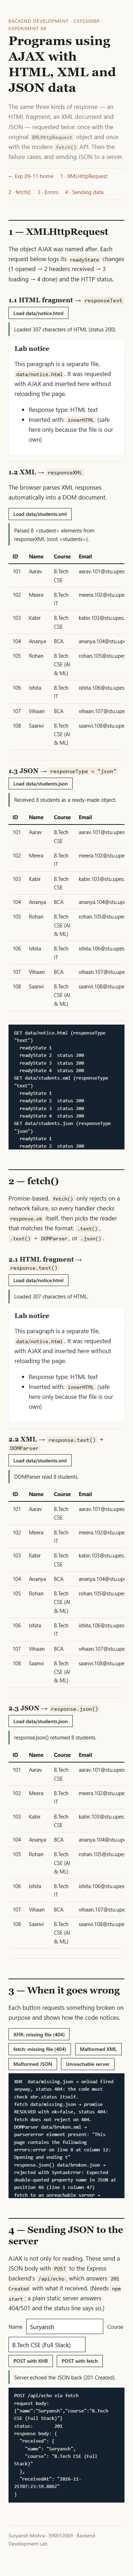 BACKEND DEVELOPMENT · CSFS3009P ·
EXPERIMENT 09
Programs using
AJAX with
HTML, XML and
JSON data
The same three kinds of response — an
HTML fragment, an XML document and
JSON — requested twice: once with the
original XMLHttpRequest object and once
with the modern fetch() API. Then the
failure cases, and sending JSON to a server.
← Exp 09-11 home 1 · XMLHttpRequest
2 · fetch() 3 · Errors 4 · Sending data
1 — XMLHttpRequest
The object AJAX was named after. Each
request below logs its readyState changes
(1 opened → 2 headers received → 3
loading → 4 done) and the HTTP status.
1.1 HTML fragment → responseText
Load data/notice.html
Loaded 307 characters of HTML (status 200).
Lab notice
This paragraph is a separate file,
data/notice.html. It was requested
with AJAX and inserted here without
reloading the page.
• Response type: HTML text
• Inserted with: innerHTML (safe
here only because the file is our
own)
1.2 XML → responseXML
The browser parses XML responses
automatically into a DOM document.
Load data/students.xml
Parsed 8 <student> elements from
responseXML (root <students>).
ID Name Course Email
101 Aarav B.Tech CSE aarav.101@stu.upes
102 Meera B.Tech IT meera.102@stu.upe
103 Kabir B.Tech CSE kabir.103@stu.upes.
104 Ananya BCA ananya.104@stu.up
105 Rohan B.Tech CSE (AI & ML) rohan.105@stu.upes
106 Ishita B.Tech IT ishita.106@stu.upes
107 Vihaan BCA vihaan.107@stu.upe
108 Saanvi B.Tech CSE (AI & ML) saanvi.108@stu.upe
1.3 JSON → responseType = "json"
Load data/students.json
Received 8 students as a ready-made object.
ID Name Course Email
101 Aarav B.Tech CSE aarav.101@stu.upes
102 Meera B.Tech IT meera.102@stu.upe
103 Kabir B.Tech CSE kabir.103@stu.upes.
104 Ananya BCA ananya.104@stu.up
105 Rohan B.Tech CSE (AI & ML) rohan.105@stu.upes
106 Ishita B.Tech IT ishita.106@stu.upes
107 Vihaan BCA vihaan.107@stu.upe
108 Saanvi B.Tech CSE (AI & ML) saanvi.108@stu.upe
GET data/notice.html (responseType
"text")
readyState 1
readyState 2 status 200
readyState 3 status 200
readyState 4 status 200
GET data/students.xml (responseType
"text")
readyState 1
readyState 2 status 200
readyState 3 status 200
readyState 4 status 200
GET data/students.json (responseType
"json")
readyState 1
readyState 2 status 200
2 — fetch()
Promise-based. fetch() only rejects on a
network failure, so every handler checks
response.ok itself, then picks the reader
that matches the format: .text(),
.text() + DOMParser, or .json().
2.1 HTML fragment →
response.text()
Load data/notice.html
Loaded 307 characters of HTML.
Lab notice
This paragraph is a separate file,
data/notice.html. It was requested
with AJAX and inserted here without
reloading the page.
• Response type: HTML text
• Inserted with: innerHTML (safe
here only because the file is our
own)
2.2 XML → response.text() +
DOMParser
Load data/students.xml
DOMParser read 8 students.
ID Name Course Email
101 Aarav B.Tech CSE aarav.101@stu.upes
102 Meera B.Tech IT meera.102@stu.upe
103 Kabir B.Tech CSE kabir.103@stu.upes.
104 Ananya BCA ananya.104@stu.up
105 Rohan B.Tech CSE (AI & ML) rohan.105@stu.upes
106 Ishita B.Tech IT ishita.106@stu.upes
107 Vihaan BCA vihaan.107@stu.upe
108 Saanvi B.Tech CSE (AI & ML) saanvi.108@stu.upe
2.3 JSON → response.json()
Load data/students.json
response.json() returned 8 students.
ID Name Course Email
101 Aarav B.Tech CSE aarav.101@stu.upes
102 Meera B.Tech IT meera.102@stu.upe
103 Kabir B.Tech CSE kabir.103@stu.upes.
104 Ananya BCA ananya.104@stu.up
105 Rohan B.Tech CSE (AI & ML) rohan.105@stu.upes
106 Ishita B.Tech IT ishita.106@stu.upes
107 Vihaan BCA vihaan.107@stu.upe
108 Saanvi B.Tech CSE (AI & ML) saanvi.108@stu.upe
3 — When it goes wrong
Each button requests something broken on
purpose and shows how the code notices.
XHR: missing file (404)
fetch: missing file (404) Malformed XML
Malformed JSON Unreachable server
XHR data/missing.json → onload fired
anyway, status 404: the code must
check xhr.status itself.
fetch data/missing.json → promise
RESOLVED with ok=false, status 404:
fetch does not reject on 404.
DOMParser data/broken.xml →
parsererror element present: "This
page contains the following
errors:error on line 8 at column 12:
Opening and ending t"
response.json() data/broken.json →
rejected with SyntaxError: Expected
double-quoted property name in JSON at
position 46 (line 1 column 47)
fetch to an unreachable server →
4 — Sending JSON to the
server
AJAX is not only for reading. These send a
JSON body with POST to the Express
backend's /api/echo, which answers 201
Created with what it received. (Needs npm
start; a plain static server answers
404/501 and the status line says so.)
Name Suryansh Course
B.Tech CSE (Full Stack)
POST with XHR POST with fetch
Server echoed the JSON back (201 Created).
POST /api/echo via fetch
request body:
{"name":"Suryansh","course":"B.Tech
CSE (Full Stack)"}
status: 201
response body:
{
"received": {
"name": "Suryansh",
"course": "B.Tech CSE (Full
Stack)"
},
"receivedAt": "2026-11-
25T07:23:59.886Z"
}
Suryansh Mishra · 590012069 · Backend
Development Lab